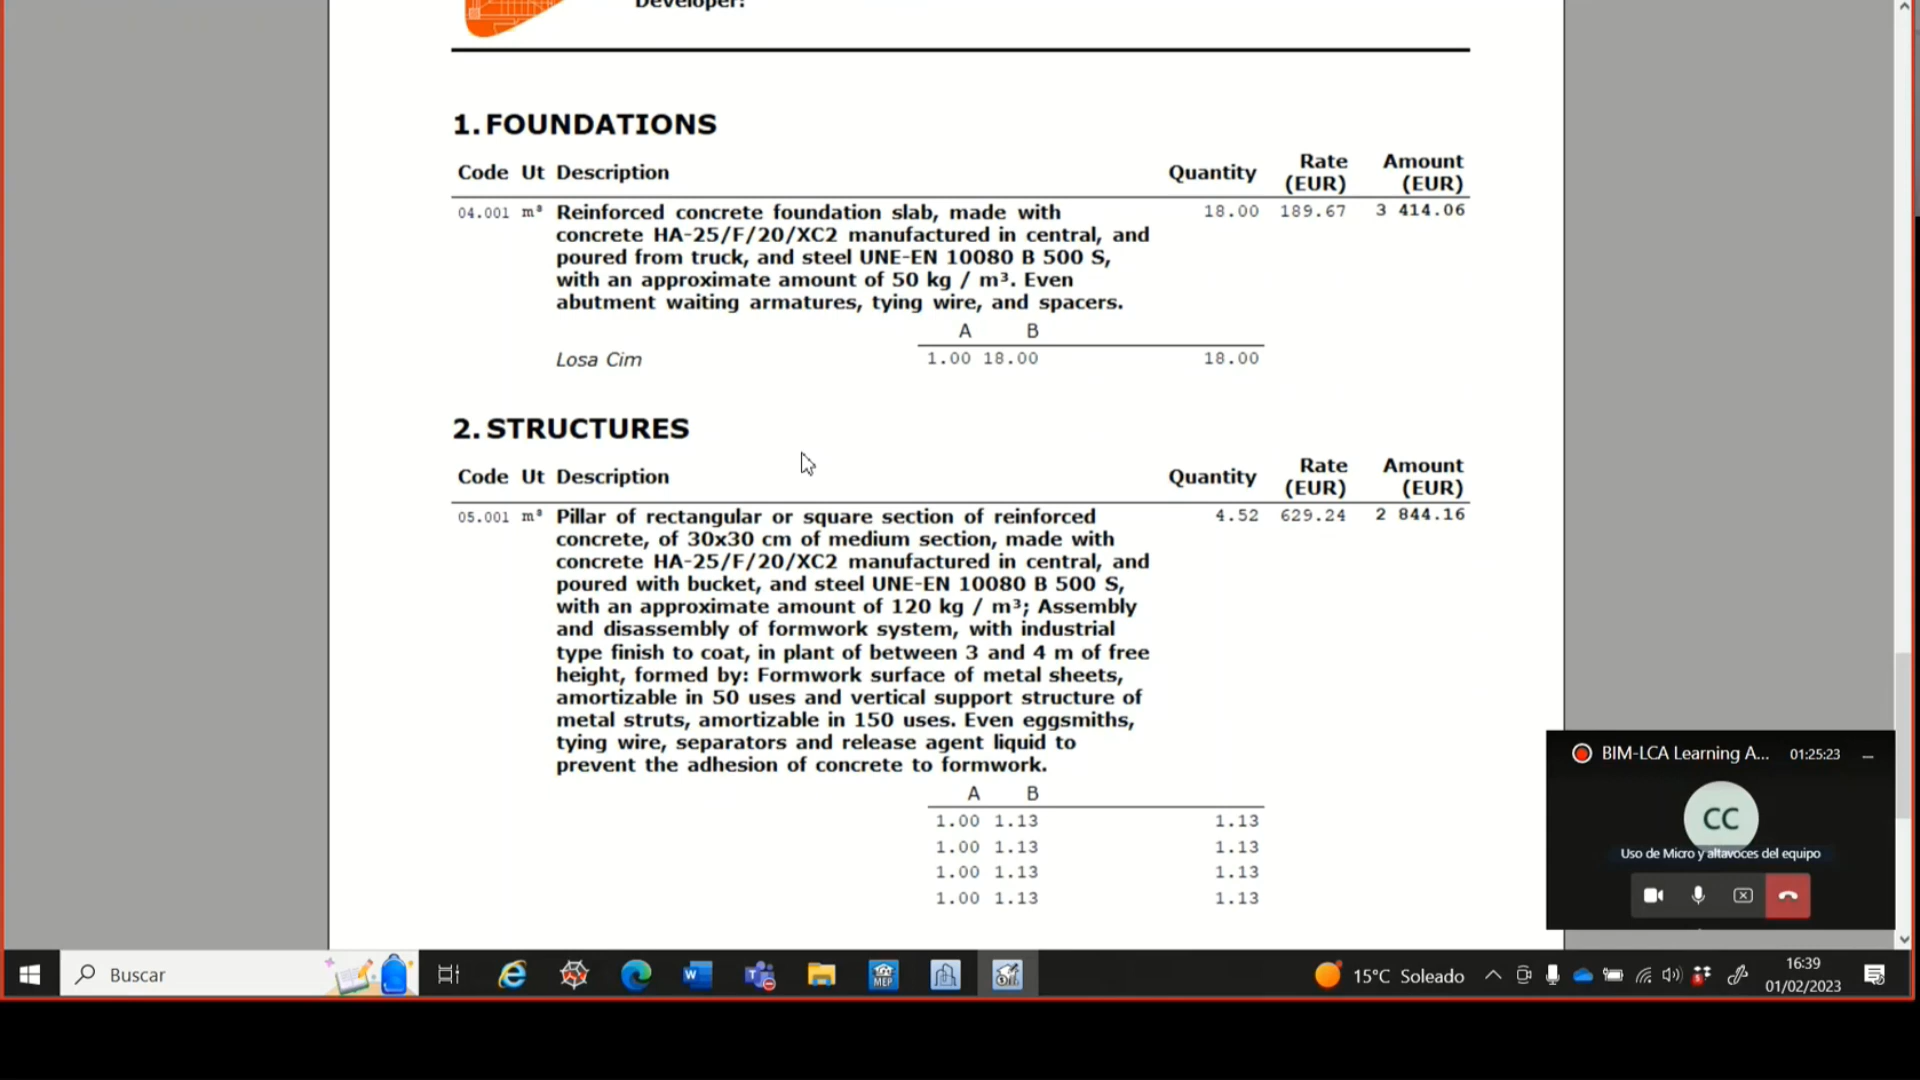 Developer:
1. FOUNDATIONS
Code Ut Description Quantity Rate (EUR) Amount (EUR)
04.001 m³ Reinforced concrete foundation slab, made with 18.00 189.67 3 414.06
concrete HA-25/F/20/XC2 manufactured in central, and
poured from truck, and steel UNE-EN 10080 B 500 S,
with an approximate amount of 50 kg / m³. Even
abutment waiting armatures, tying wire, and spacers.
A B
Losa Cim 1.00 18.00 18.00
2. STRUCTURES
Code Ut Description Quantity Rate (EUR) Amount (EUR)
05.001 m³ Pillar of rectangular or square section of reinforced 4.52 629.24 2 844.16
concrete, of 30x30 cm of medium section, made with
concrete HA-25/F/20/XC2 manufactured in central, and
poured with bucket, and steel UNE-EN 10080 B 500 S,
with an approximate amount of 120 kg / m³; Assembly
and disassembly of formwork system, with industrial
type finish to coat, in plant of between 3 and 4 m of free
height, formed by: Formwork surface of metal sheets,
amortizable in 50 uses and vertical support structure of
metal struts, amortizable in 150 uses. Even eggsmiths,
tying wire, separators and release agent liquid to
prevent the adhesion of concrete to formwork.
A B
1.00 1.13 1.13
1.00 1.13 1.13
1.00 1.13 1.13
1.00 1.13 1.13
BIM-LCA Learning A... 01:25:23
CC
Uso de Micro y altavoces del equipo
Buscar
MEP
15°C Soleado
16:39
01/02/2023